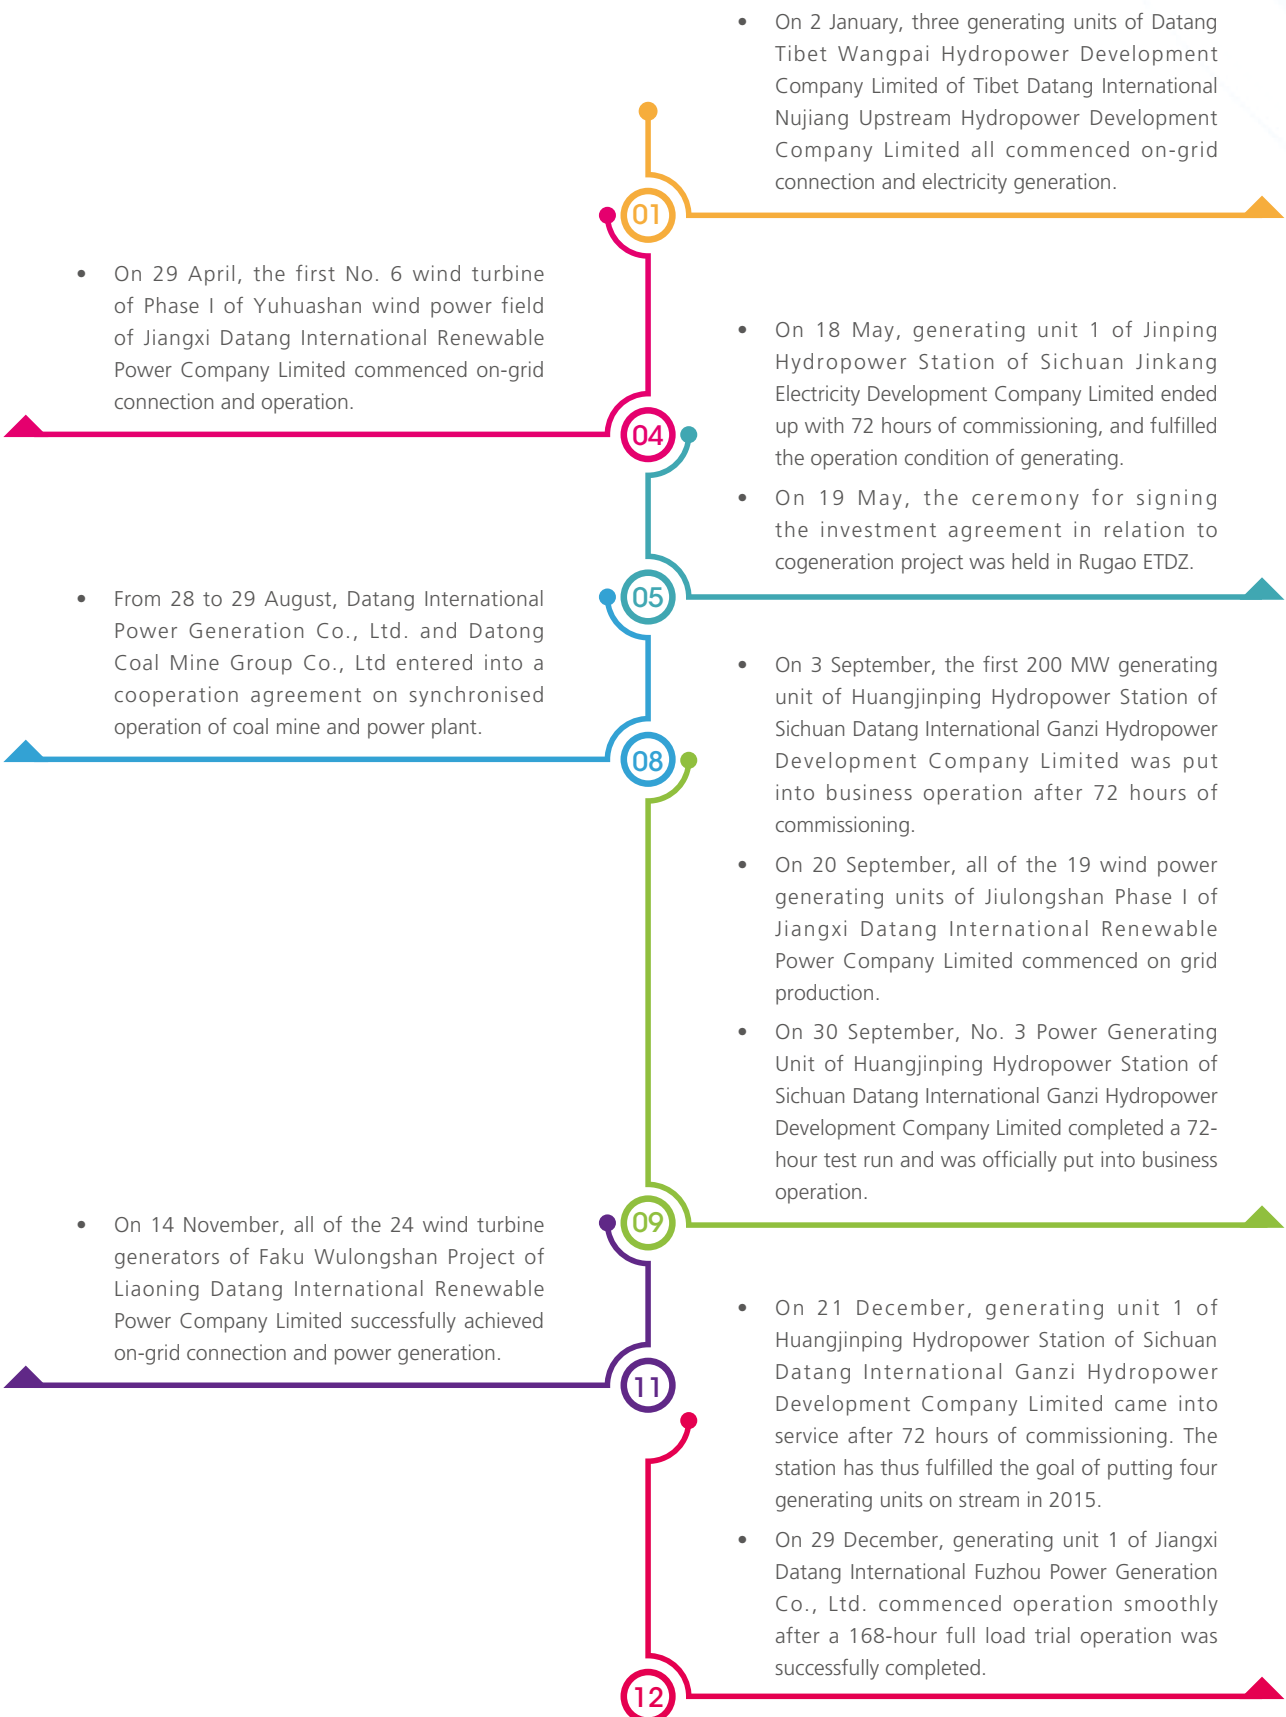 • On 2 January, three generating units of Datang
Tibet Wangpai Hydropower Development
Company Limited of Tibet Datang International
Nujiang Upstream Hydropower Development
Company Limited all commenced on-grid
connection and electricity generation.
01
• On 29 April, the first No. 6 wind turbine
of Phase I of Yuhuashan wind power field
of Jiangxi Datang International Renewable
Power Company Limited commenced on-grid
connection and operation.
04
• On 18 May, generating unit 1 of Jinping
Hydropower Station of Sichuan Jinkang
Electricity Development Company Limited ended
up with 72 hours of commissioning, and fulfilled
the operation condition of generating.
• On 19 May, the ceremony for signing
the investment agreement in relation to
cogeneration project was held in Rugao ETDZ.
05
• From 28 to 29 August, Datang International
Power Generation Co., Ltd. and Datong
Coal Mine Group Co., Ltd entered into a
cooperation agreement on synchronised
operation of coal mine and power plant.
08
• On 3 September, the first 200 MW generating
unit of Huangjinping Hydropower Station of
Sichuan Datang International Ganzi Hydropower
Development Company Limited was put
into business operation after 72 hours of
commissioning.
• On 20 September, all of the 19 wind power
generating units of Jiulongshan Phase I of
Jiangxi Datang International Renewable
Power Company Limited commenced on grid
production.
• On 30 September, No. 3 Power Generating
Unit of Huangjinping Hydropower Station of
Sichuan Datang International Ganzi Hydropower
Development Company Limited completed a 72-
hour test run and was officially put into business
operation.
09
• On 14 November, all of the 24 wind turbine
generators of Faku Wulongshan Project of
Liaoning Datang International Renewable
Power Company Limited successfully achieved
on-grid connection and power generation.
11
• On 21 December, generating unit 1 of
Huangjinping Hydropower Station of Sichuan
Datang International Ganzi Hydropower
Development Company Limited came into
service after 72 hours of commissioning. The
station has thus fulfilled the goal of putting four
generating units on stream in 2015.
• On 29 December, generating unit 1 of Jiangxi
Datang International Fuzhou Power Generation
Co., Ltd. commenced operation smoothly
after a 168-hour full load trial operation was
successfully completed.
12